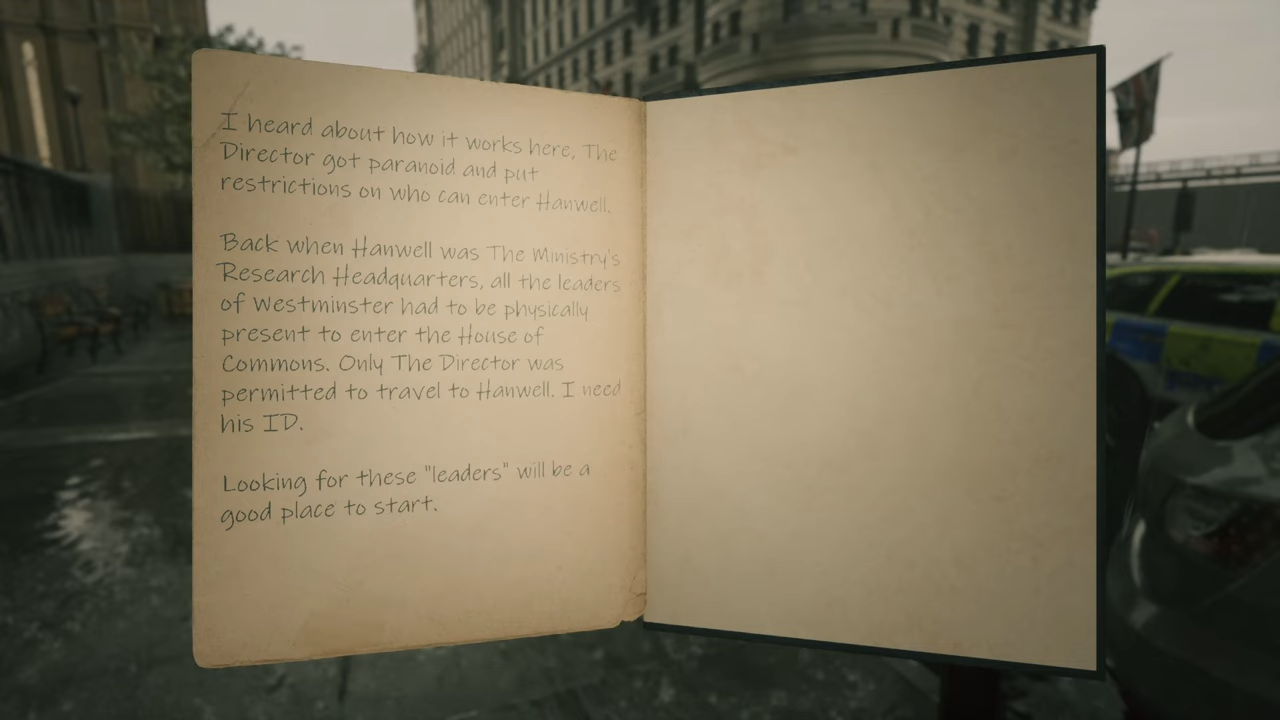 I heard about how it works here, The
Director got paranoid and put
restrictions on who can enter Hanwell.
Back when Hanwell was The Ministry's
Research Headquarters, all the leaders
of Westminster had to be physically
present to enter the House of
Commons. Only The Director was
permitted to travel to Hanwell. I need
his ID.
Looking for these "leaders" will be a
good place to start.